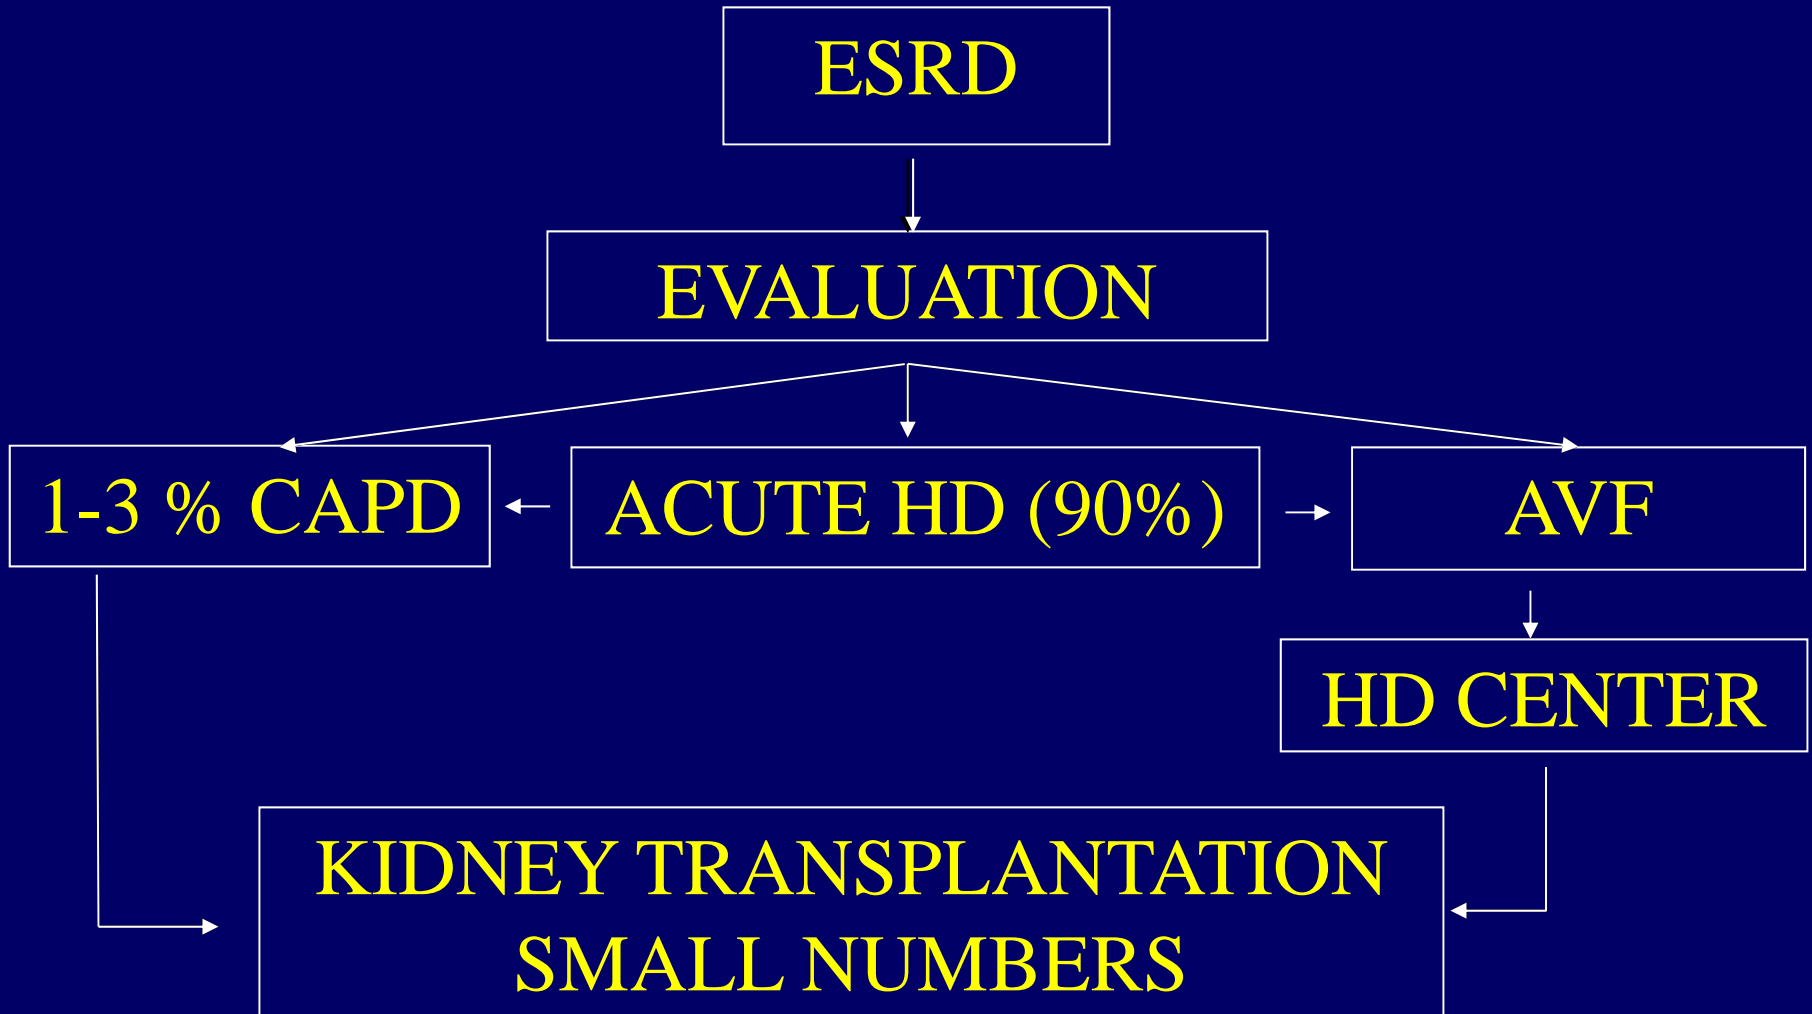 ESRD
EVALUATION
1-3 % CAPD
ACUTE HD (90%)
AVF
HD CENTER
KIDNEY TRANSPLANTATION
SMALL NUMBERS